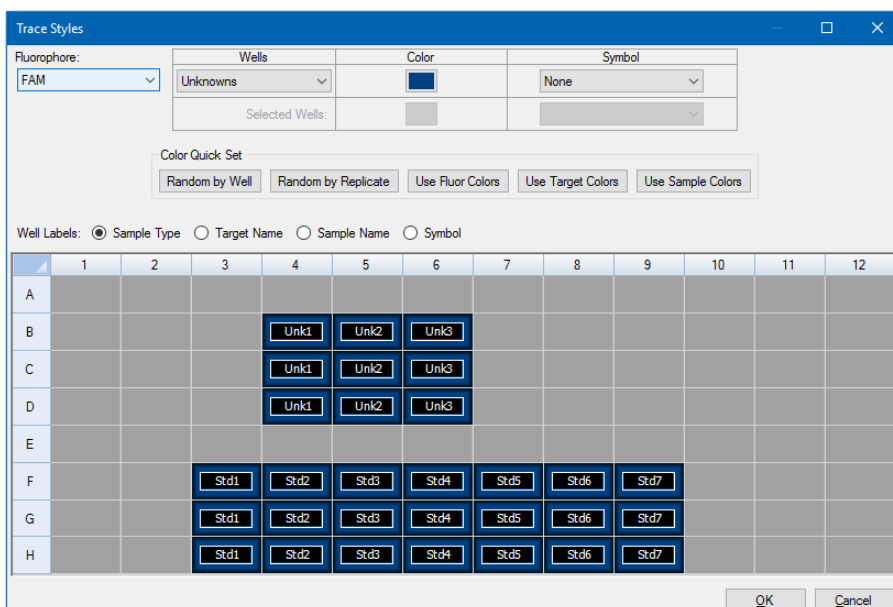 Trace Styles
Fluorophore:
Wells Color Symbol
FAM Unknowns None
Selected Wells:
Color Quick Set
Random by Well Random by Replicate Use Fluor Colors Use Target Colors Use Sample Colors
Well Labels: Sample Type Target Name Sample Name Symbol
1 2 3 4 5 6 7 8 9 10 11 12
A
B Unk1 Unk2 Unk3
C Unk1 Unk2 Unk3
D Unk1 Unk2 Unk3
E
F Std1 Std2 Std3 Std4 Std5 Std6 Std7
G Std1 Std2 Std3 Std4 Std5 Std6 Std7
H Std1 Std2 Std3 Std4 Std5 Std6 Std7
OK Cancel